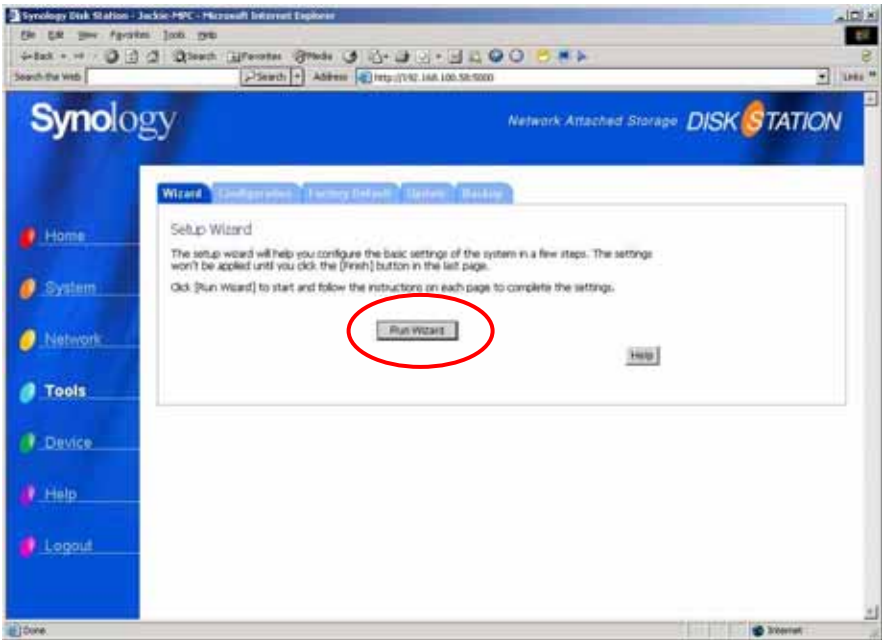 Synology Disk Station - Jackie-MPC - Microsoft Internet Explorer
File Edit View Favorites Tools Help
Back Search Favorites Media
Search the Web Search Address http://192.168.100.58:5000 Links
Synology
Network Attached Storage DISK STATION
Wizard Configuration Factory Default Update Backup
Home
System
Network
Tools
Device
Help
Logout
Setup Wizard
The setup wizard will help you configure the basic settings of the system in a few steps. The settings
won't be applied until you click the [Finish] button in the last page.
Click [Run Wizard] to start and follow the instructions on each page to complete the settings.
Run Wizard
Help
Done Internet